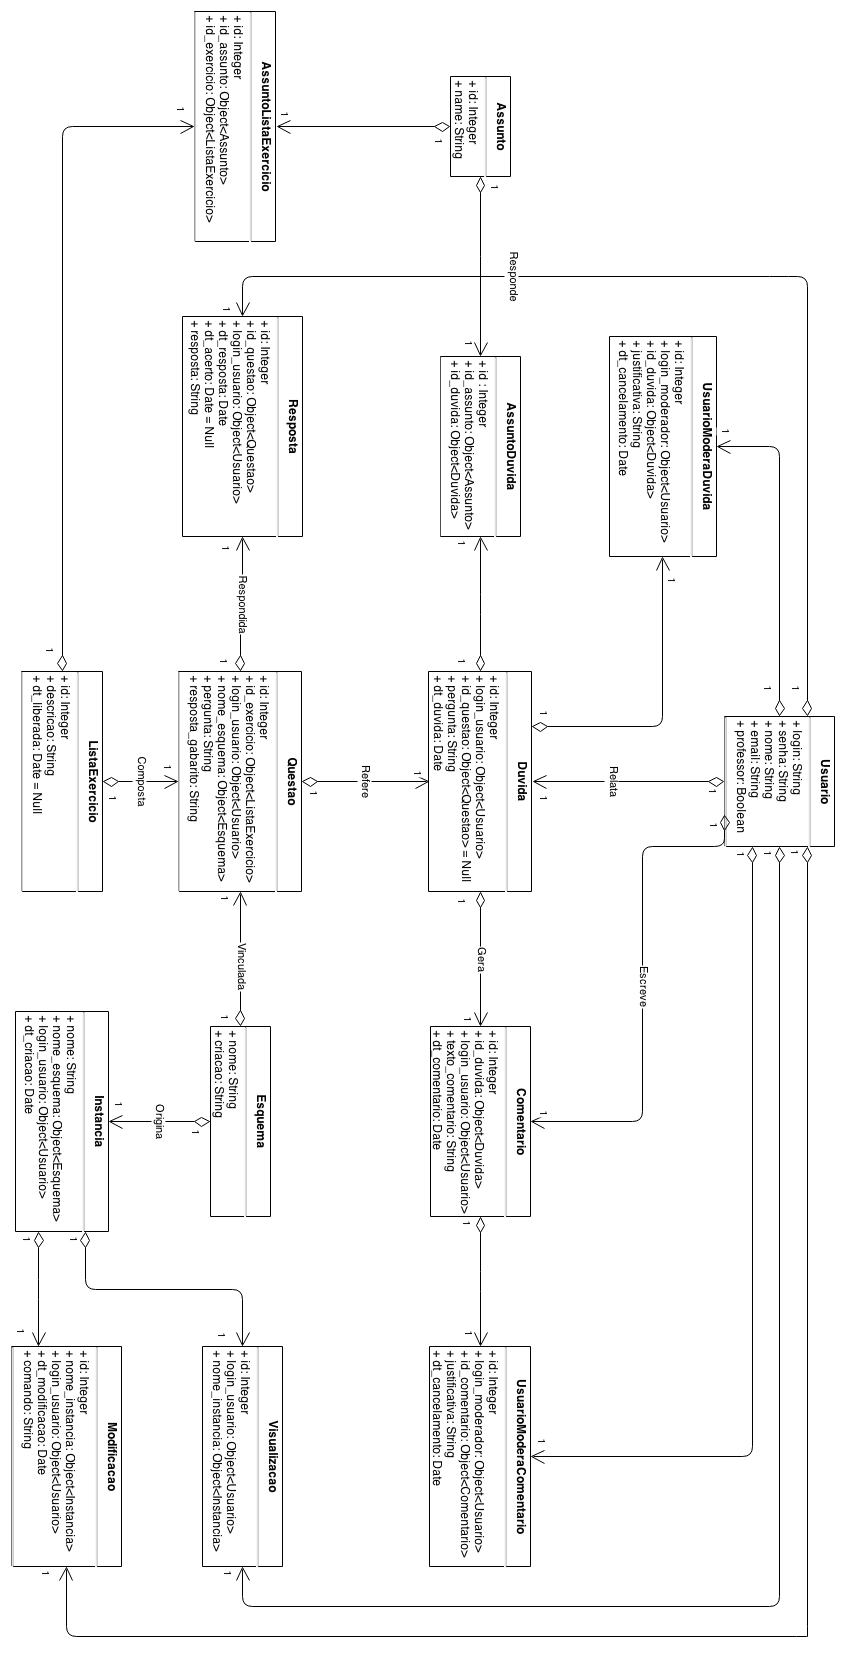 Usuario
+ login: String
+ senha: String
+ nome: String
+ email: String
+ professor: Boolean
1
1
1
1
1
1
1
UsuarioModeraDuvida
+ id: Integer
+ login_moderador: Object<Usuario>
+ id_duvida: Object<Duvida>
+ justificativa: String
+ dt_cancelamento: Date
1
1
Responde
Relata
Escreve
Assunto
+ id: Integer
+ name: String
1
1
AssuntoDuvida
+ id : Integer
+ id_assunto: Object<Assunto>
+ id_duvida: Object<Duvida>
1
1
Duvida
+ id: Integer
+ login_usuario: Object<Usuario>
+ id_questao: Object<Questao> = Null
+ pergunta: String
+ dt_duvida: Date
1
1
1
1
1
Gera
Comentario
+ id: Integer
+ id_duvida: Object<Duvida>
+ login_usuario: Object<Usuario>
+ texto_comentario: String
+ dt_comentario: Date
1
1
1
UsuarioModeraComentario
+ id: Integer
+ login_moderador: Object<Usuario>
+ id_comentario: Object<Comentario>
+ justificativa: String
+ dt_cancelamento: Date
1
1
Refere
AssuntoListaExercicio
+ id: Integer
+ id_assunto: Object<Assunto>
+ id_exercicio: Object<ListaExercicio>
1
1
Resposta
+ id: Integer
+ id_questao: Object<Questao>
+ login_usuario: Object<Usuario>
+ dt_resposta: Date
+ dt_acerto: Date = Null
+ resposta: String
1
1
Respondida
Questao
+ id: Integer
+ id_exercicio: Object<ListaExercicio>
+ login_usuario: Object<Usuario>
+ nome_esquema: Object<Esquema>
+ pergunta: String
+ resposta_gabarito: String
1
1
1
1
Vinculada
Esquema
+ nome: String
+ criacao: String
1
1
Visualizacao
+ id: Integer
+ login_usuario: Object<Usuario>
+ nome_instancia: Object<Instancia>
1
1
Composta
Origina
ListaExercicio
+ id: Integer
+ descricao: String
+ dt_liberada: Date = Null
1
1
Instancia
+ nome: String
+ nome_esquema: Object<Esquema>
+ login_usuario: Object<Usuario>
+ dt_criacao: Date
1
1
1
Modificacao
+ id: Integer
+ nome_instancia: Object<Instancia>
+ login_usuario: Object<Usuario>
+ dt_modificacao: Date
+ comando: String
1
1